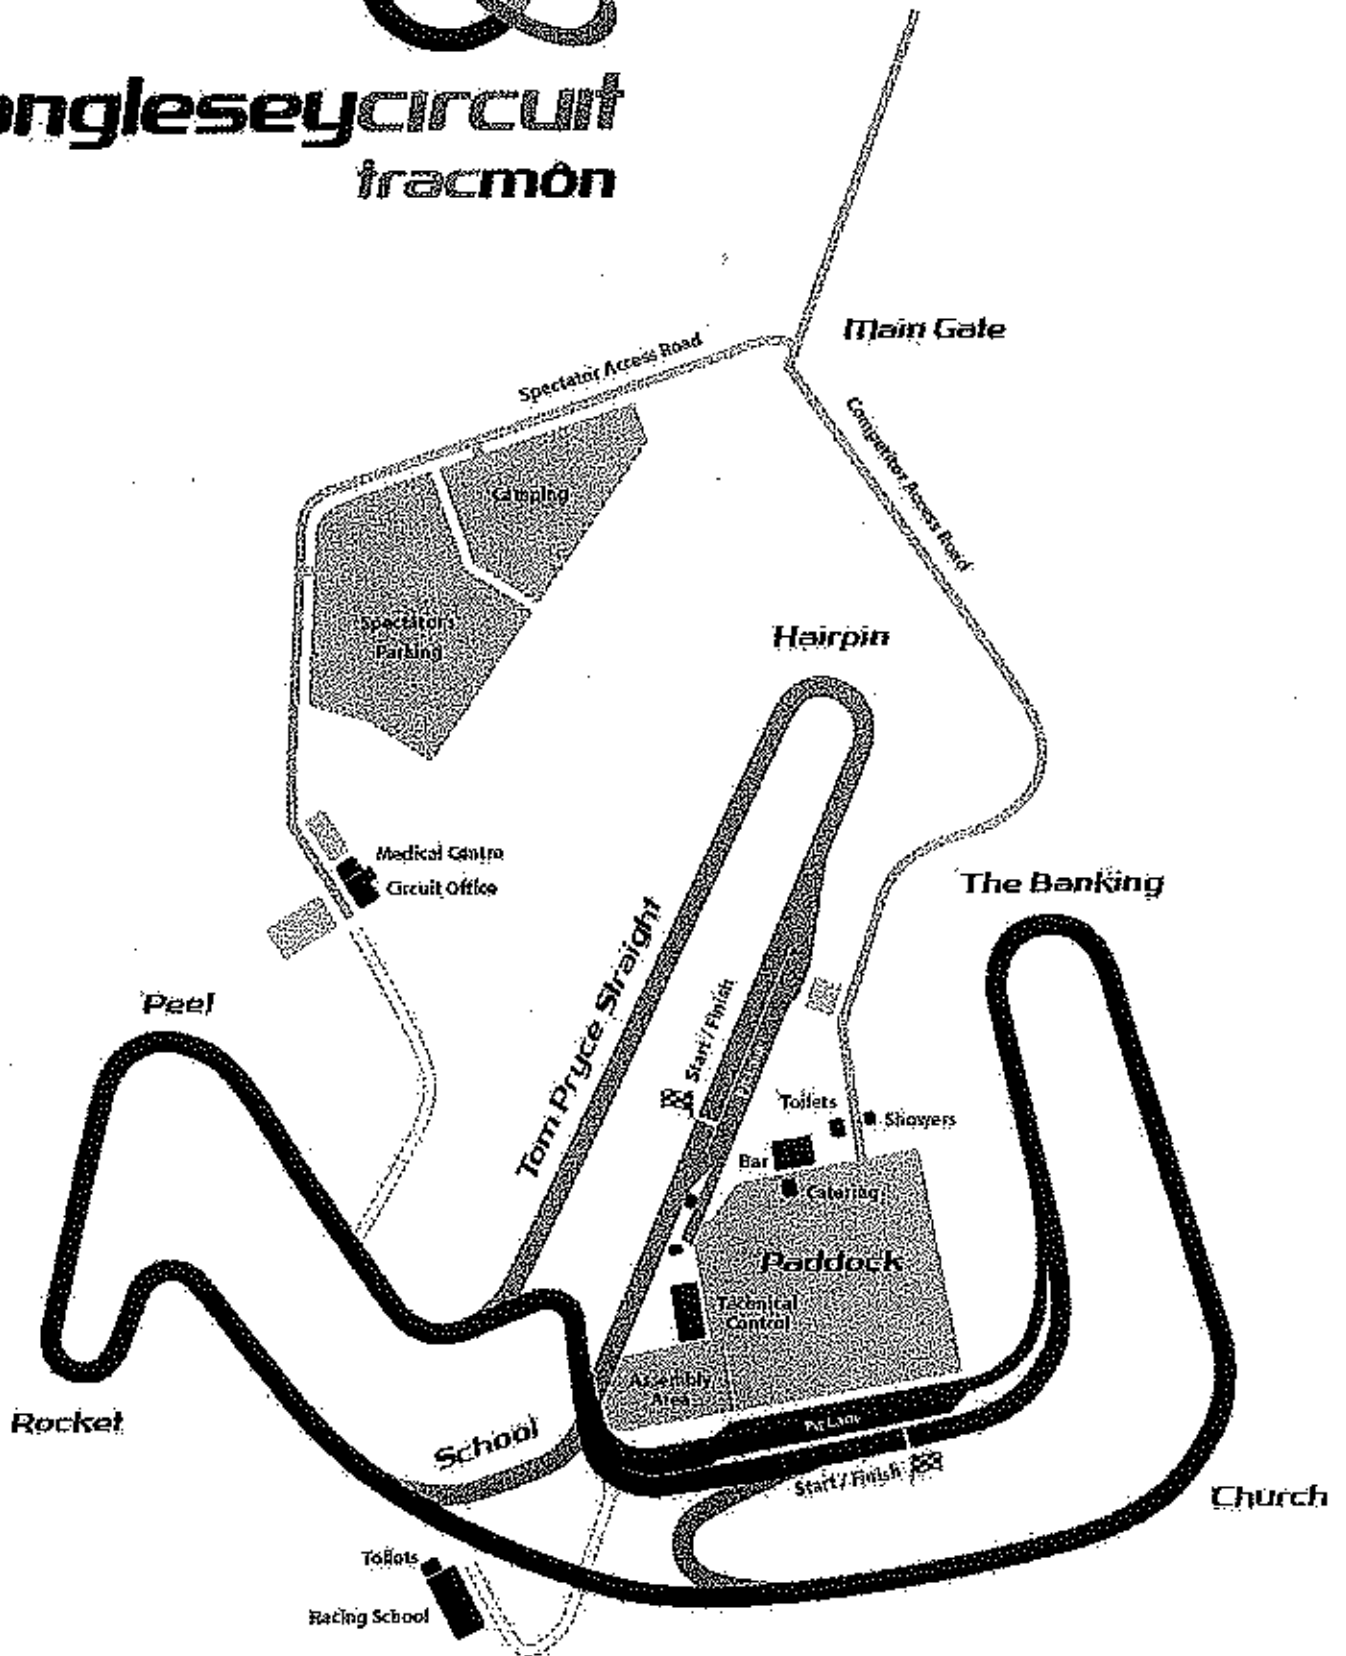 angleseycircuit
tracmôn
Main Gate
Spectator Access Road
Competitor Access Road
Camping
Spectators
Parking
Hairpin
Medical Centre
Circuit Office
The Banking
Tom Pryce Straight
Peel
Start / Finish
Toilets
Showers
Bar
Catering
Paddock
Technical
Control
Assembly
Area
Rocket
School
Pit Lane
Start / Finish
Church
Toilets
Racing School